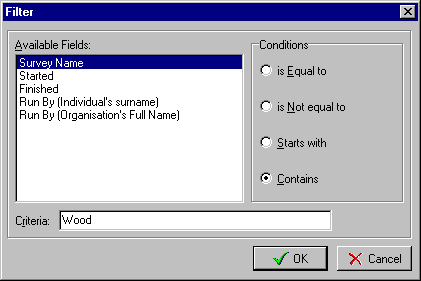 Filter
Available Fields:
Survey Name
Started
Finished
Run By (Individual's surname)
Run By (Organisation's Full Name)
Conditions
is Equal to
is Not equal to
Starts with
Contains
Criteria: Wood
OK Cancel